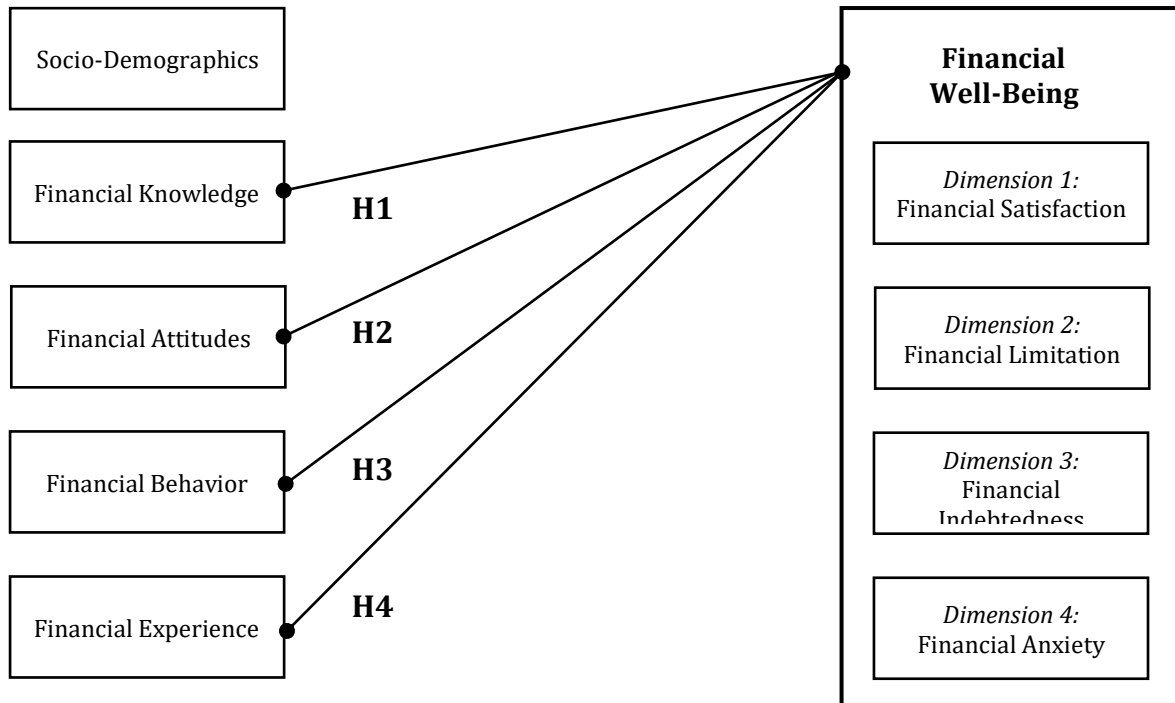 Socio-Demographics
Financial Knowledge
Financial Attitudes
Financial Behavior
Financial Experience
H1
H2
H3
H4
Financial
Well-Being
Dimension 1:
Financial Satisfaction
Dimension 2:
Financial Limitation
Dimension 3:
Financial
Indebtedness
Dimension 4:
Financial Anxiety